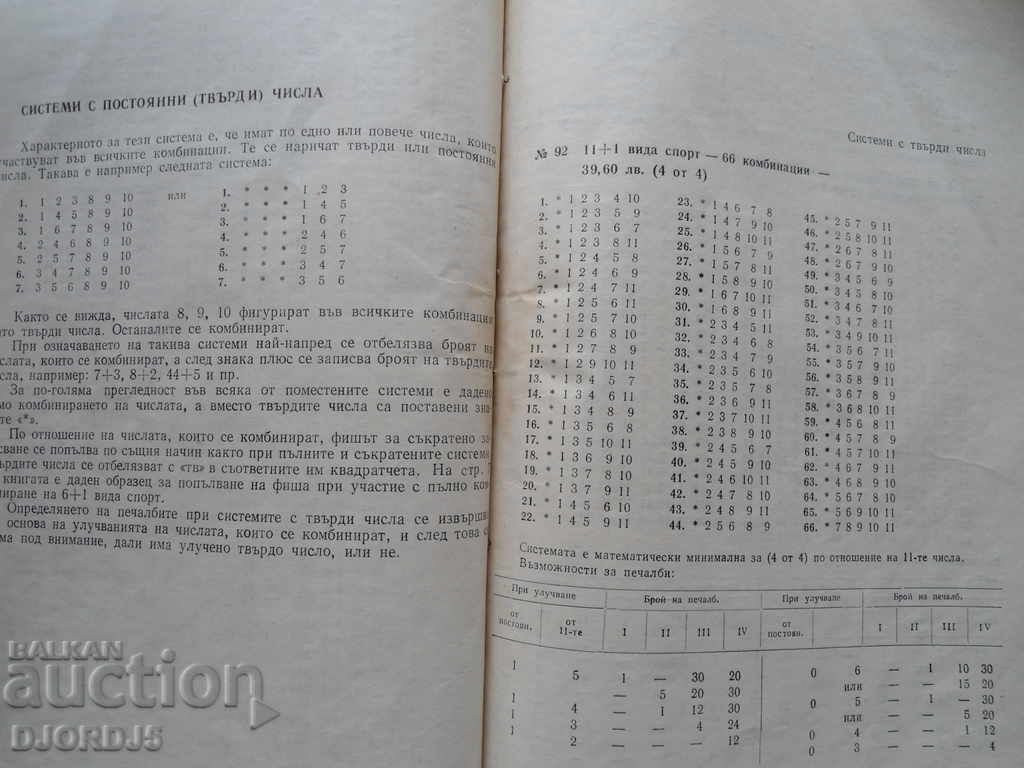 СИСТЕМИ С ПОСТОЯННИ (ТВЪРДИ) ЧИСЛА
Характерното за тези система е, че имат по едно или повече числа, които
участвуват във всичките комбинации. Те се наричат твърди или постоянни
числа. Такава е например следната система:
1. 1 2 3 8 9 10 или 1. * * * 1 2 3
2. 1 4 5 8 9 10 2. * * * 1 4 5
3. 1 6 7 8 9 10 3. * * * 1 6 7
4. 2 4 6 8 9 10 4. * * * 2 4 6
5. 2 5 7 8 9 10 5. * * * 2 5 7
6. 3 4 7 8 9 10 6. * * * 3 4 7
7. 3 5 6 8 9 10 7. * * * 3 5 6
Както се вижда, числата 8, 9, 10 фигурират във всичките комбинации
ато твърди числа. Останалите се комбинират.
При означаването на такива системи най-напред се отбелязва броят на
слата, които се комбинират, а след знака плюс се записва броят на твърдите
сла, например: 7+3, 8+2, 44+5 и пр.
За по-голяма прегледност във всяка от поместените системи е дадено
мо комбинирането на числата, а вместо твърдите числа са поставени зна-
те «*».
По отношение на числата, които се комбинират, фишът за съкратено за-
сване се попълва по същия начин както при пълните и съкратените системи
ърдите числа се отбелязват с «тв» в съответните им квадратчета. На стр. 7
книгата е даден образец за попълване на фиша при участие с пълно ком-
ниране на 6+1 вида спорт.
Определянето на печалбите при системите с твърди числа се извършва
основа на улучванията на числата, които се комбинират, и след това с
ма под внимание, дали има улучено твърдо число, или не.
Системи с твърди числа
№ 92 11+1 вида спорт — 66 комбинации —
39,60 лв. (4 от 4)
1. * 1 2 3 4 10
2. * 1 2 3 5 9
3. * 1 2 3 6 7
4. * 1 2 3 8 11
5. * 1 2 4 5 8
6. * 1 2 4 6 9
7. * 1 2 4 7 11
8. * 1 2 5 6 11
9. * 1 2 5 7 10
10. * 1 2 6 8 10
11. * 1 2 7 8 9
12. * 1 2 9 10 11
13. * 1 3 4 5 7
14. * 1 3 4 6 11
15. * 1 3 4 8 9
16. * 1 3 5 6 8
17. * 1 3 5 10 11
18. * 1 3 6 9 10
19. * 1 3 7 8 10
20. * 1 3 7 9 11
21. * 1 4 5 6 10
22. * 1 4 5 9 11
23. * 1 4 6 7 8
24. * 1 4 7 9 10
25. * 1 4 8 10 11
26. * 1 5 6 7 9
27. * 1 5 7 8 11
28. * 1 5 8 9 10
29. * 1 6 7 10 11
30. * 1 6 8 9 11
31. * 2 3 4 5 11
32. * 2 3 4 6 8
33. * 2 3 4 7 9
34. * 2 3 5 6 10
35. * 2 3 5 7 8
36. * 2 3 6 9 11
37. * 2 3 7 10 11
38. * 2 3 8 9 10
39. * 2 4 5 6 7
40. * 2 4 5 9 10
41. * 2 4 6 10 11
42. * 2 4 7 8 10
43. * 2 4 8 9 11
44. * 2 5 6 8 9
45. * 2 5 7 9 11
46. * 2 5 8 10 11
47. * 2 6 7 8 11
48. * 2 6 7 9 10
49. * 3 4 5 6 9
50. * 3 4 5 8 10
51. * 3 4 6 7 10
52. * 3 4 7 8 11
53. * 3 4 9 10 11
54. * 3 5 6 7 11
55. * 3 5 7 9 10
56. * 3 5 8 9 11
57. * 3 6 7 8 9
58. * 3 6 8 10 11
59. * 4 5 6 8 11
60. * 4 5 7 8 9
61. * 4 5 7 10 11
62. * 4 6 7 9 11
63. * 4 6 8 9 10
64. * 5 6 7 8 10
65. * 5 6 9 10 11
66. * 7 8 9 10 11
Системата е математически минимална за (4 от 4) по отношение на 11-те числа.
Възможности за печалби:
При улучване Брой на печалб. При улучване Брой на печалб.
от постоян. от 11-те I II III IV от постоян. I II III IV
1 5 1 — 30 20 0 6 — 1 10 30
— 5 20 30 или — — 15 20
1 4 — 1 12 30 0 5 — 1 — 30
1 3 — — 4 24 или — — 5 20
1 2 — — — 12 0 4 — — 1 12
0 3 — — — 4
BALKAN
auction
DJORDJ5